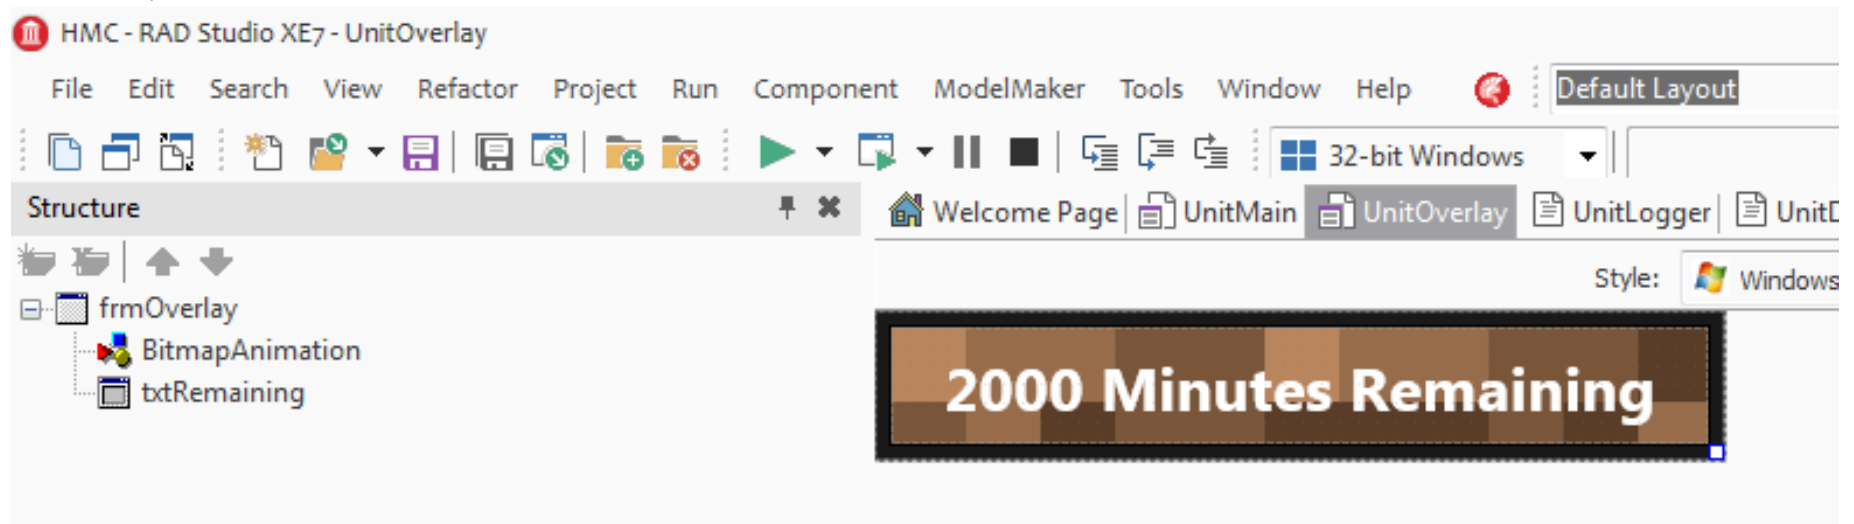 HMC - RAD Studio XE7 - UnitOverlay
File Edit Search View Refactor Project Run Component ModelMaker Tools Window Help Default Layout
32-bit Windows
Structure
Welcome Page UnitMain UnitOverlay UnitLogger
Style: Windows
frmOverlay
BitmapAnimation
txtRemaining
2000 Minutes Remaining